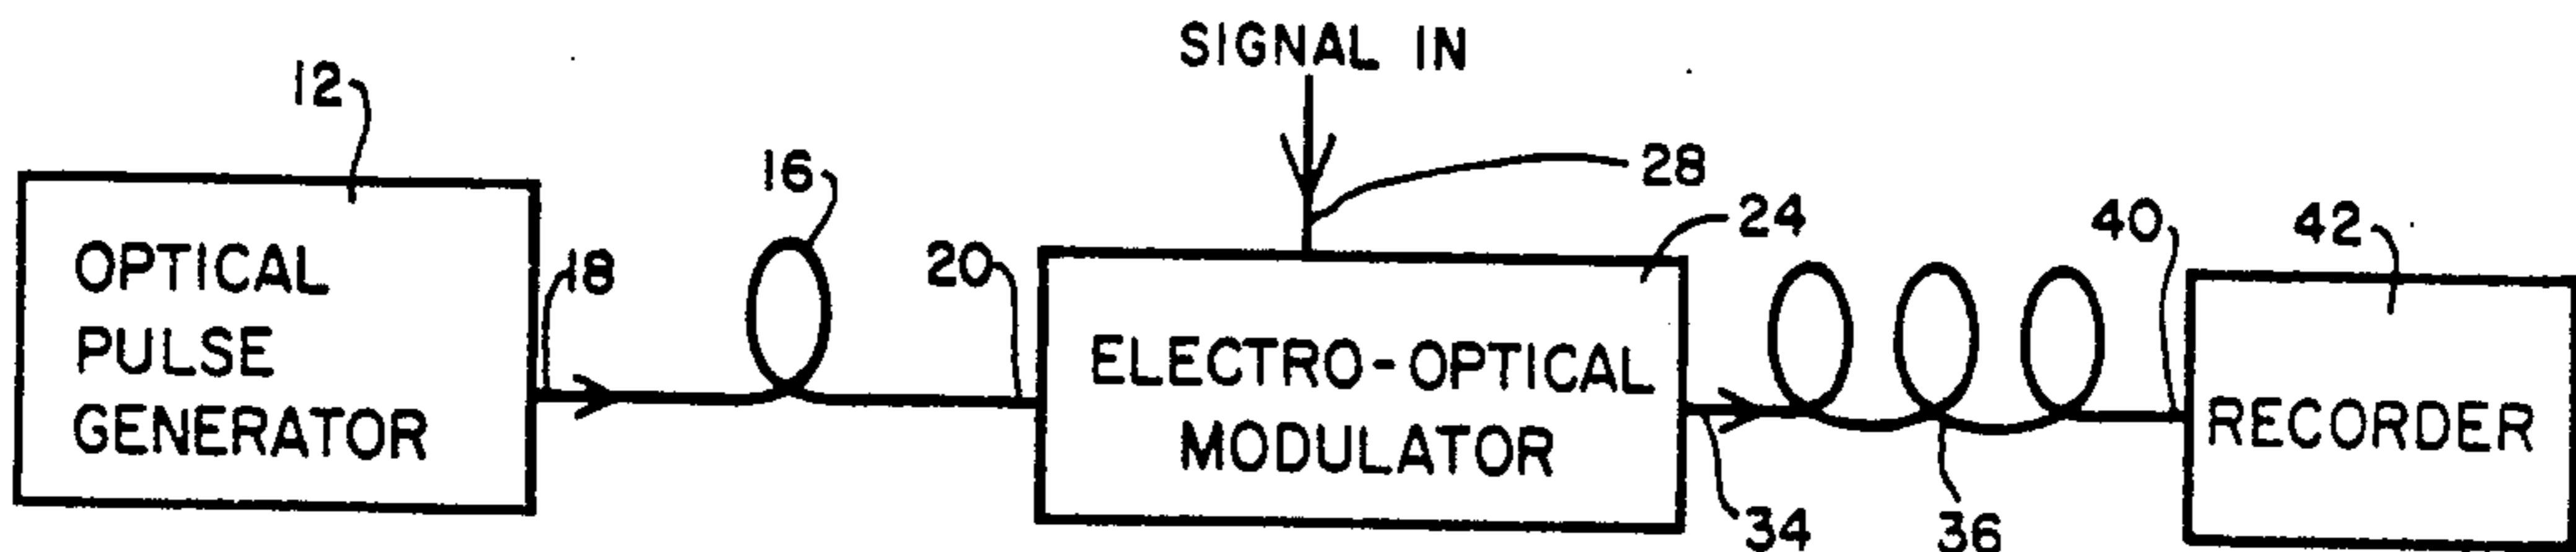 SIGNAL IN
12
16
28
24
40
42
18
20
OPTICAL
PULSE
GENERATOR
ELECTRO-OPTICAL
MODULATOR
RECORDER
34
36